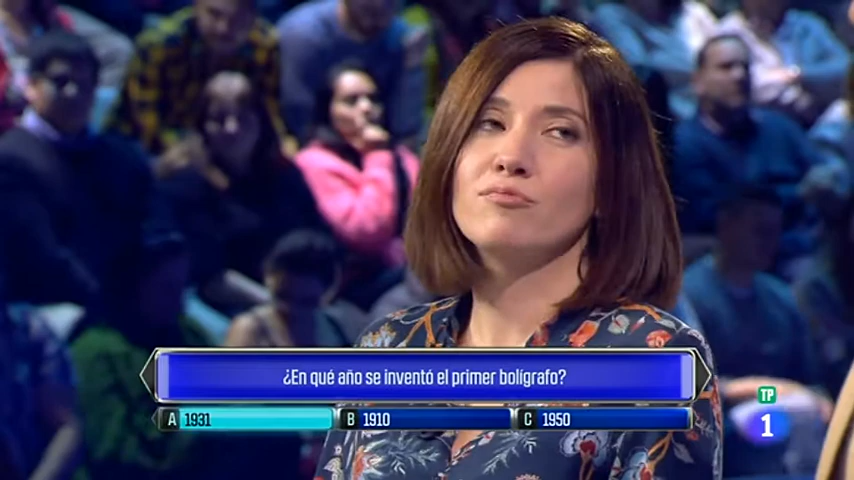 ¿En qué año se inventó el primer bolígrafo?
A 1931
B 1910
C 1950
TP
1